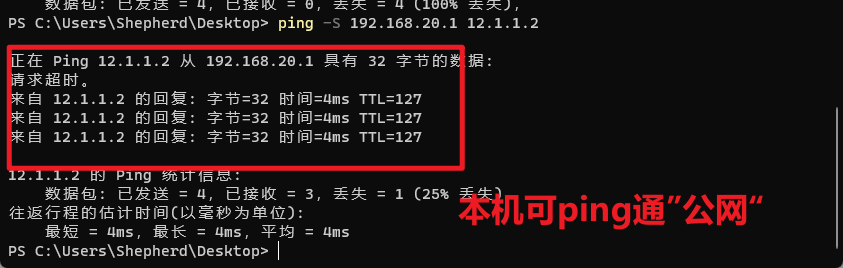 数据包: 已发送 = 4，已接收 = 0，丢失 = 4 (100% 丢失)，
PS C:\Users\Shepherd\Desktop> ping -S 192.168.20.1 12.1.1.2
正在 Ping 12.1.1.2 从 192.168.20.1 具有 32 字节的数据:
请求超时。
来自 12.1.1.2 的回复: 字节=32 时间=4ms TTL=127
来自 12.1.1.2 的回复: 字节=32 时间=4ms TTL=127
来自 12.1.1.2 的回复: 字节=32 时间=4ms TTL=127
12.1.1.2 的 Ping 统计信息:
数据包: 已发送 = 4，已接收 = 3，丢失 = 1 (25% 丢失)
往返行程的估计时间(以毫秒为单位):
最短 = 4ms，最长 = 4ms，平均 = 4ms
PS C:\Users\Shepherd\Desktop>
本机可ping通”公网“